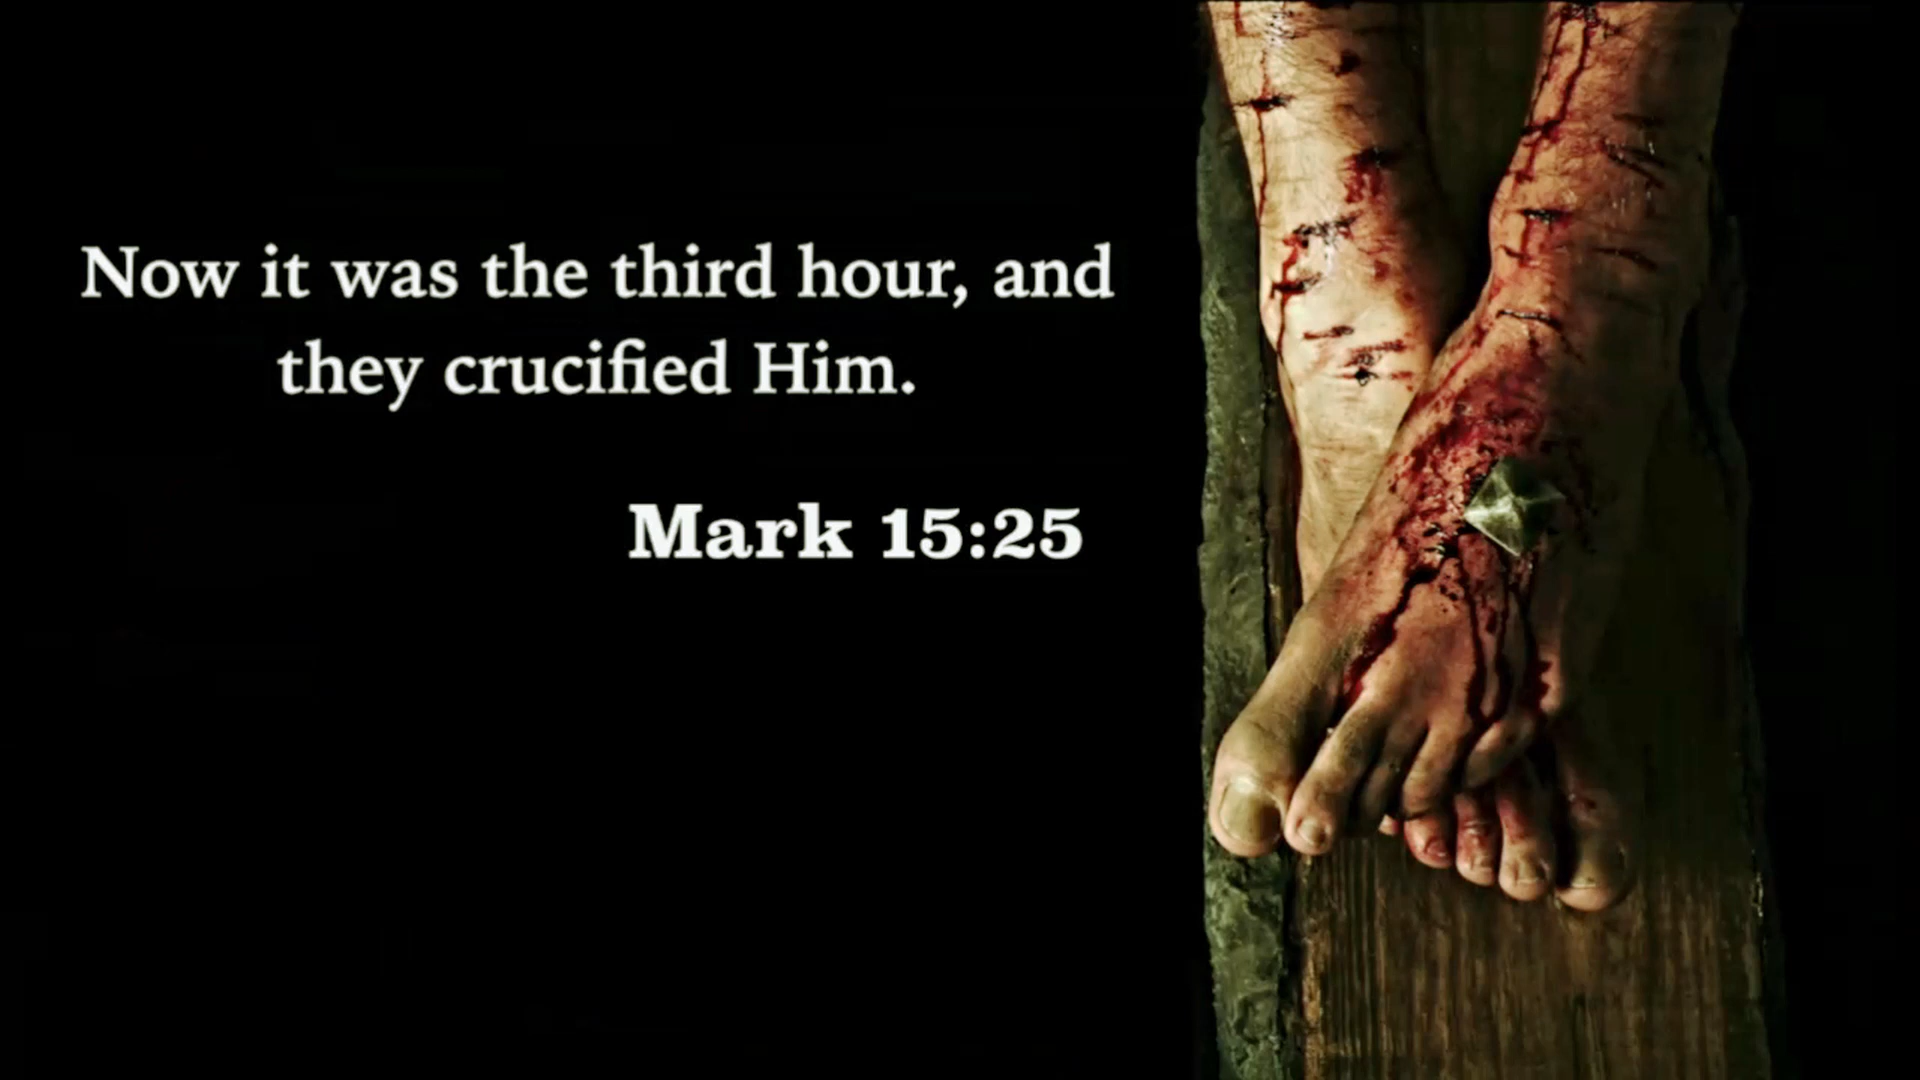 Now it was the third hour, and
they crucified Him.
Mark 15:25